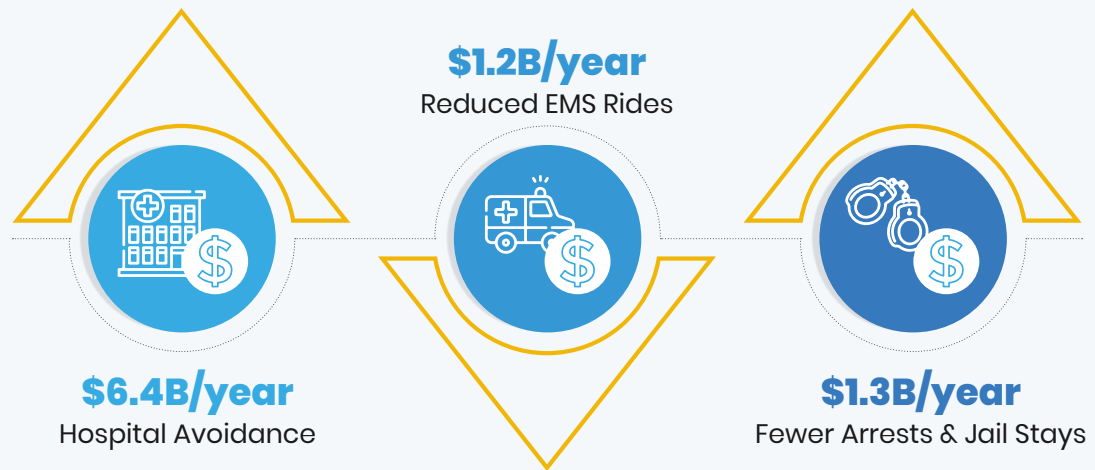 $1.2B/year
Reduced EMS Rides
$
$
$
$6.4B/year
Hospital Avoidance
$1.3B/year
Fewer Arrests & Jail Stays